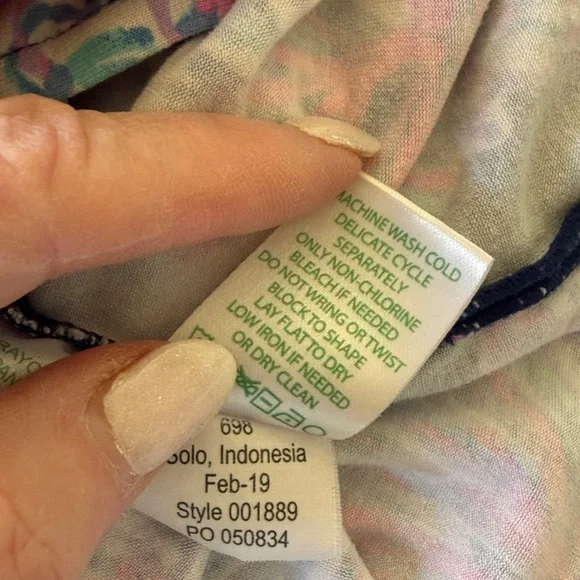 MACHINE WASH COLD
DELICATE CYCLE
SEPARATELY
ONLY NON-CHLORINE
BLEACH IF NEEDED
DO NOT WRING OR TWIST
BLOCK TO SHAPE
LAY FLAT TO DRY
LOW IRON IF NEEDED
OR DRY CLEAN
698
Solo, Indonesia
Feb-19
Style 001889
PO 050834